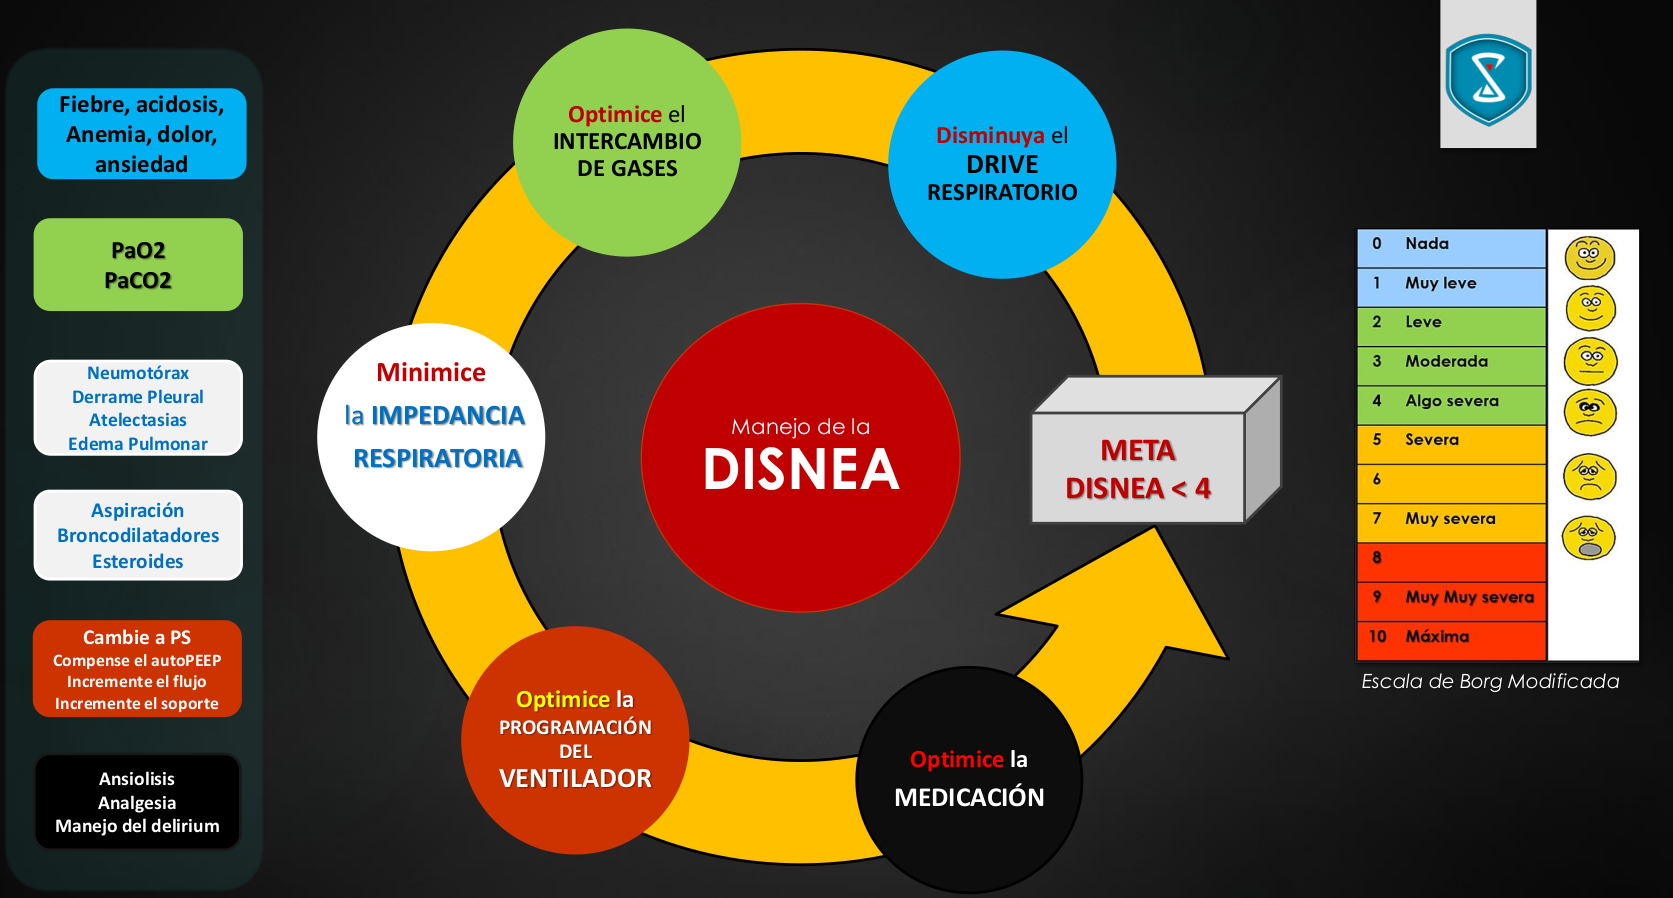 Fiebre, acidosis,
Anemia, dolor,
ansiedad
PaO2
PaCO2
Neumotórax
Derrame Pleural
Atelectasias
Edema Pulmonar
Aspiración
Broncodilatadores
Esteroides
Cambie a PS
Compense el autoPEEP
Incremente el flujo
Incremente el soporte
Ansiolisis
Analgesia
Manejo del delirium
Optimice el
INTERCAMBIO
DE GASES
Disminuya el
DRIVE
RESPIRATORIO
Minimice
la IMPEDANCIA
RESPIRATORIA
Manejo de la
DISNEA
META
DISNEA < 4
Optimice la
PROGRAMACIÓN
DEL
VENTILADOR
Optimice la
MEDICACIÓN
0 Nada
1 Muy leve
2 Leve
3 Moderada
4 Algo severa
5 Severa
6
7 Muy severa
8
9 Muy Muy severa
10 Máxima
Escala de Borg Modificada